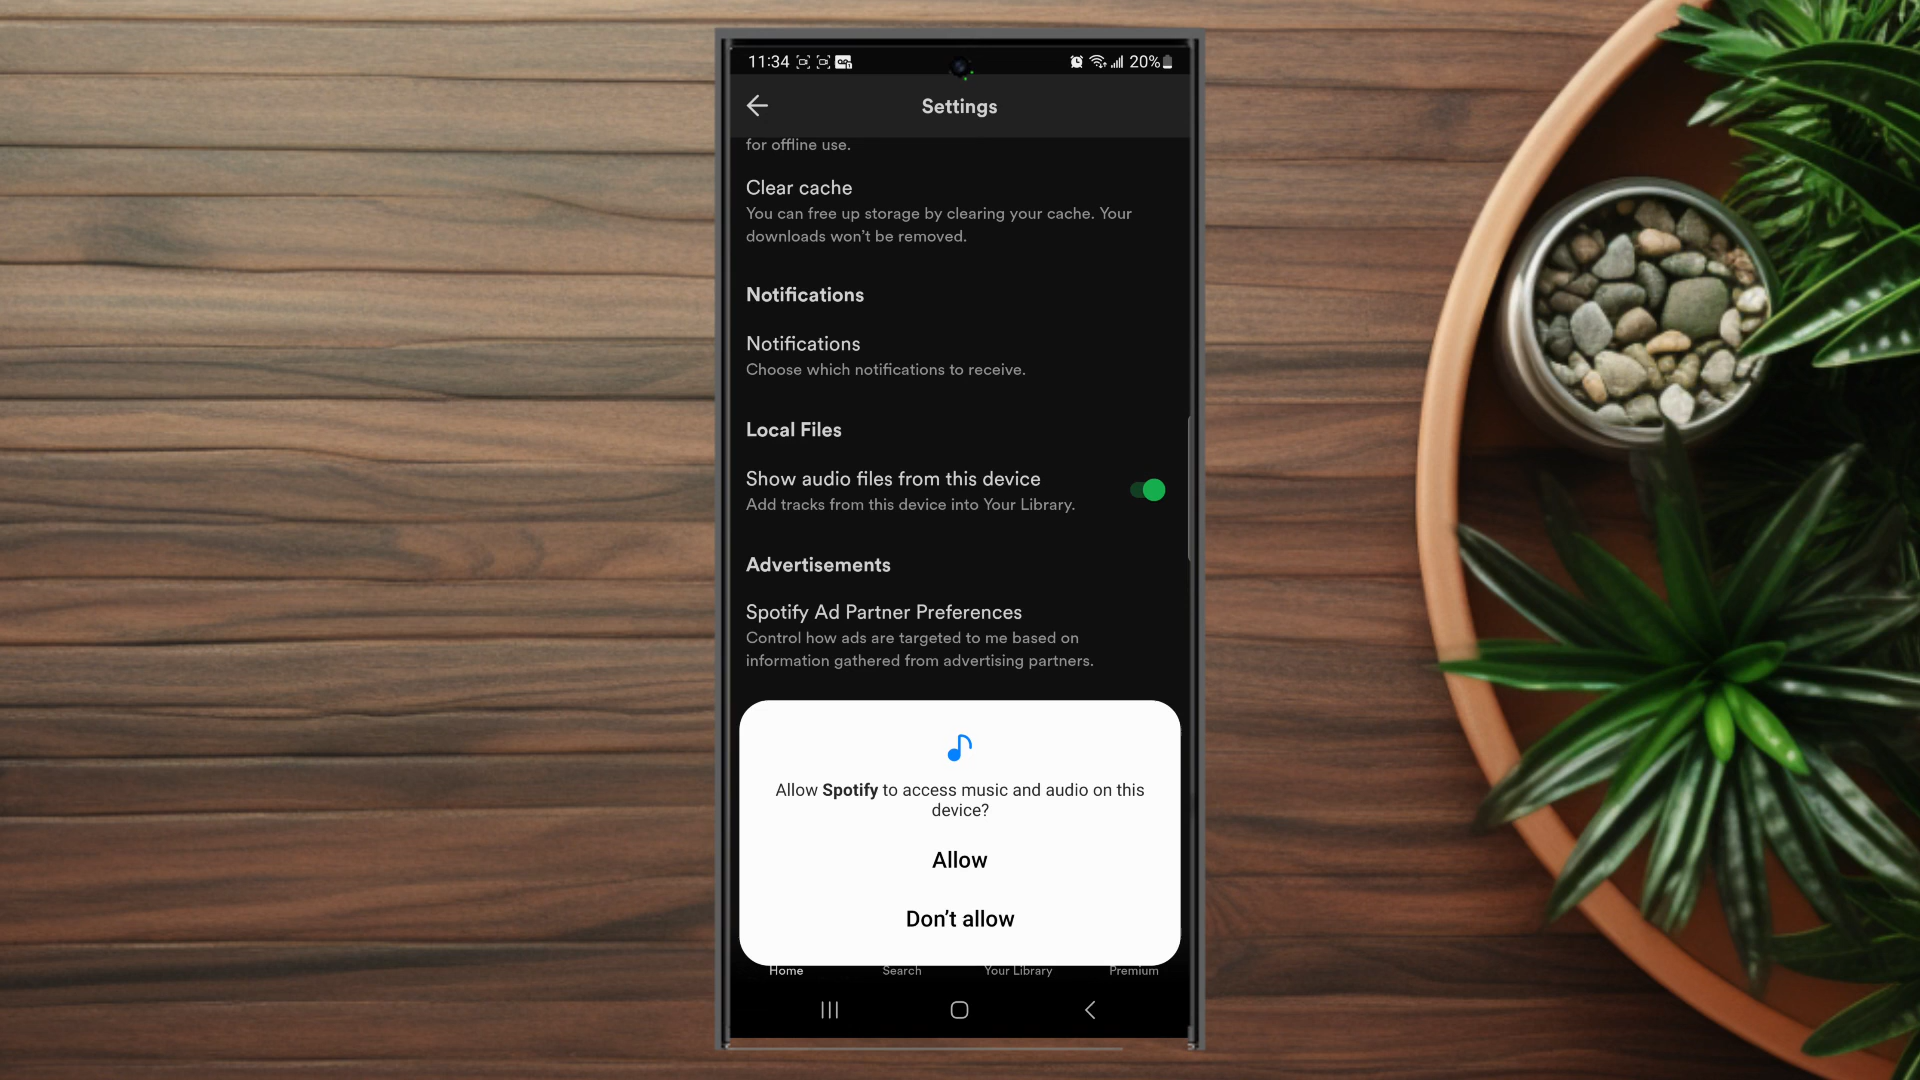 11:34
20%
Settings
for offline use.
Clear cache
You can free up storage by clearing your cache. Your
downloads won't be removed.
Notifications
Notifications
Choose which notifications to receive.
Local Files
Show audio files from this device
Add tracks from this device into Your Library.
Advertisements
Spotify Ad Partner Preferences
Control how ads are targeted to me based on
information gathered from advertising partners.
Allow Spotify to access music and audio on this
device?
Allow
Don't allow
Home Search Your Library Premium